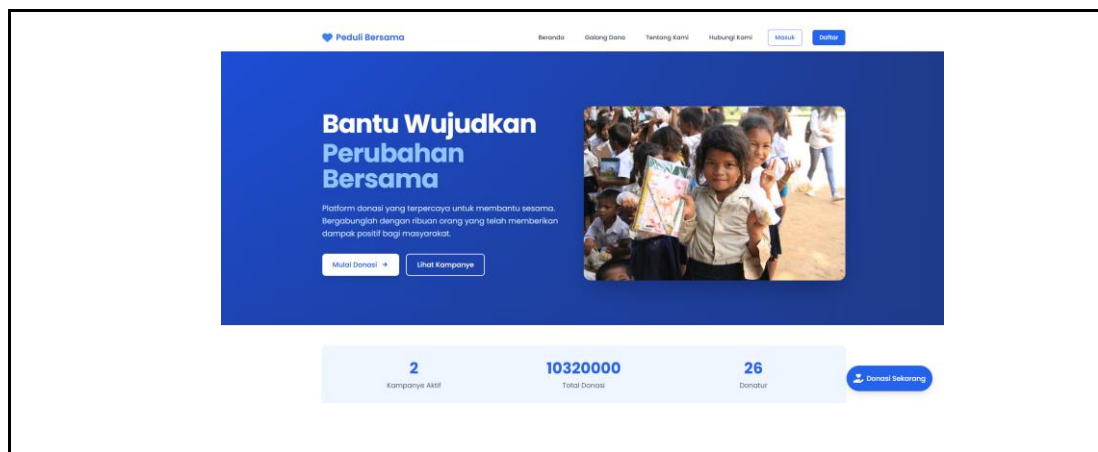 Peduli Bersama
Beranda Galang Dana Tentang Kami Hubungi Kami Masuk Daftar
Bantu Wujudkan
Perubahan
Bersama
Platform donasi yang terpercaya untuk membantu sesama.
Bergabunglah dengan ribuan orang yang telah memberikan
dampak positif bagi masyarakat.
Mulai Donasi → Lihat Kampanye
2 10320000 26
Kampanye Aktif Total Donasi Donatur
Donasi Sekarang